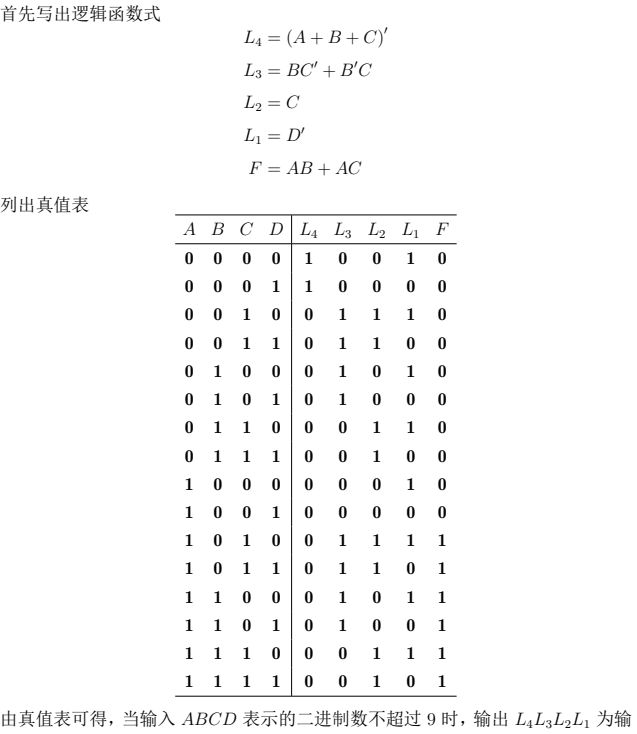 首先写出逻辑函数式
L₄ = (A + B + C)′
L₃ = BC′ + B′C
L₂ = C
L₁ = D′
F = AB + AC
列出真值表
A B C D L₄ L₃ L₂ L₁ F
0 0 0 0 1 0 0 1 0
0 0 0 1 1 0 0 0 0
0 0 1 0 0 1 1 1 0
0 0 1 1 0 1 1 0 0
0 1 0 0 0 1 0 1 0
0 1 0 1 0 1 0 0 0
0 1 1 0 0 0 1 1 0
0 1 1 1 0 0 1 0 0
1 0 0 0 0 0 0 1 0
1 0 0 1 0 0 0 0 0
1 0 1 0 0 1 1 1 1
1 0 1 1 0 1 1 0 1
1 1 0 0 0 1 0 1 1
1 1 0 1 0 1 0 0 1
1 1 1 0 0 0 1 1 1
1 1 1 1 0 0 1 0 1
由真值表可得，当输入 ABCD 表示的二进制数不超过 9 时，输出 L₄L₃L₂L₁ 为输